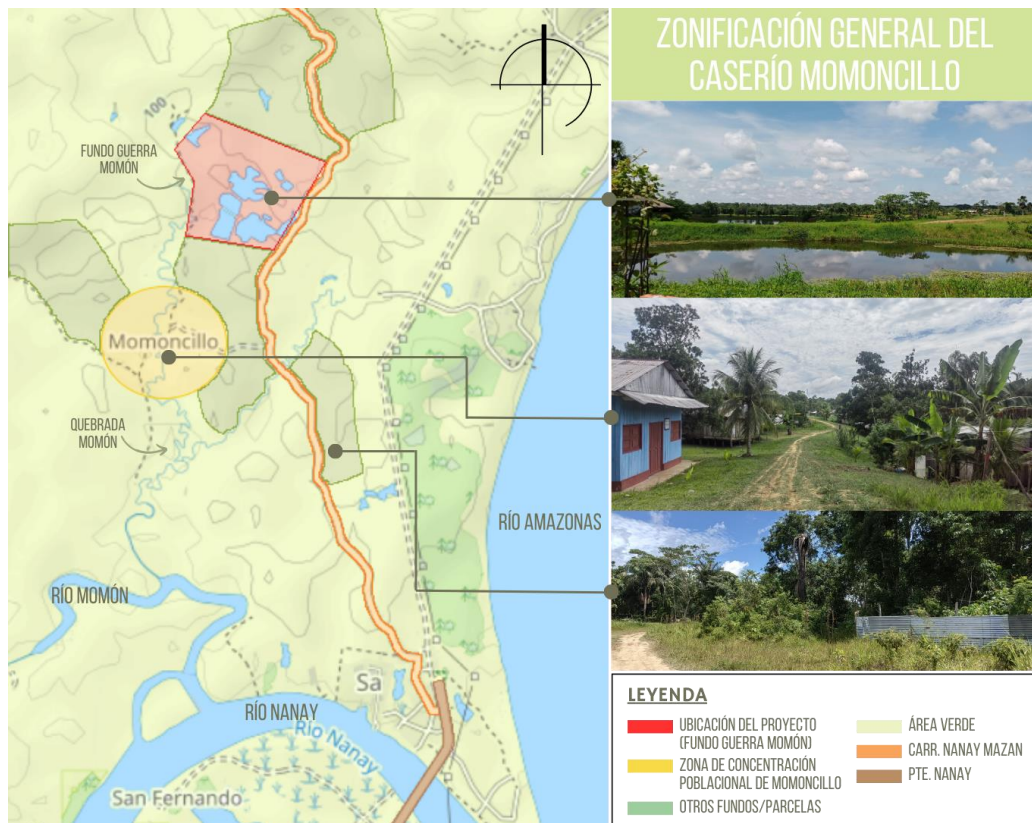 ZONIFICACIÓN GENERAL DEL
CASERÍO MOMONCILLO
100
FUNDO GUERRA
MOMÓN
Momoncillo
QUEBRADA
MOMÓN
RÍO AMAZONAS
RÍO MOMÓN
Sa
RÍO NANAY
Río Nanay
San Fernando
LEYENDA
UBICACIÓN DEL PROYECTO
(FUNDO GUERRA MOMÓN)
ZONA DE CONCENTRACIÓN
POBLACIONAL DE MOMONCILLO
OTROS FUNDOS/PARCELAS
ÁREA VERDE
CARR. NANAY MAZAN
PTE. NANAY